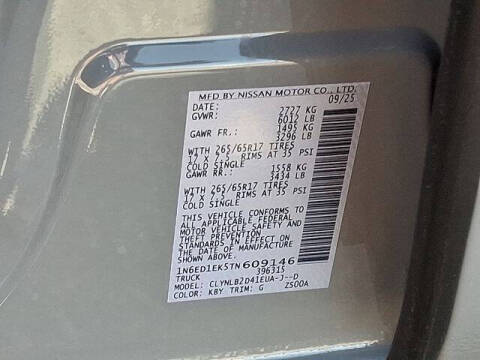 MFD BY NISSAN MOTOR CO., LTD.
DATE: 09/25
GVWR: 2727 KG
6012 LB
GAWR FR.: 1495 KG
3296 LB
WITH 265/65R17 TIRES
17 X 7.5 RIMS AT 35 PSI
COLD SINGLE
GAWR RR.: 1558 KG
3434 LB
WITH 265/65R17 TIRES
17 X 7.5 RIMS AT 35 PSI
COLD SINGLE
THIS VEHICLE CONFORMS TO
ALL APPLICABLE FEDERAL
MOTOR VEHICLE SAFETY AND
THEFT PREVENTION
STANDARDS IN EFFECT ON
THE DATE OF MANUFACTURE
SHOWN ABOVE.
1N6ED1EK5TN609146
TRUCK 396315
MODEL: CLYNLB2D41EUA-J--D
COLOR: KBY TRIM: G Z500A